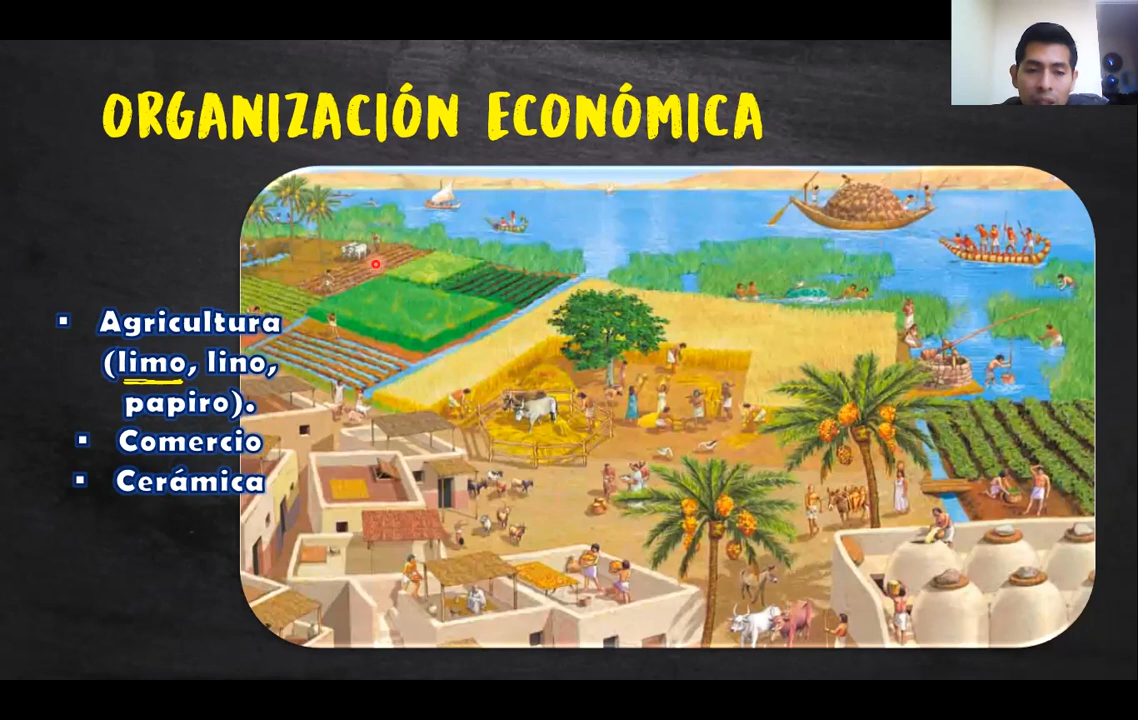 ORGANIZACIÓN ECONÓMICA
▪ Agricultura
(limo, lino,
papiro).
▪ Comercio
▪ Cerámica